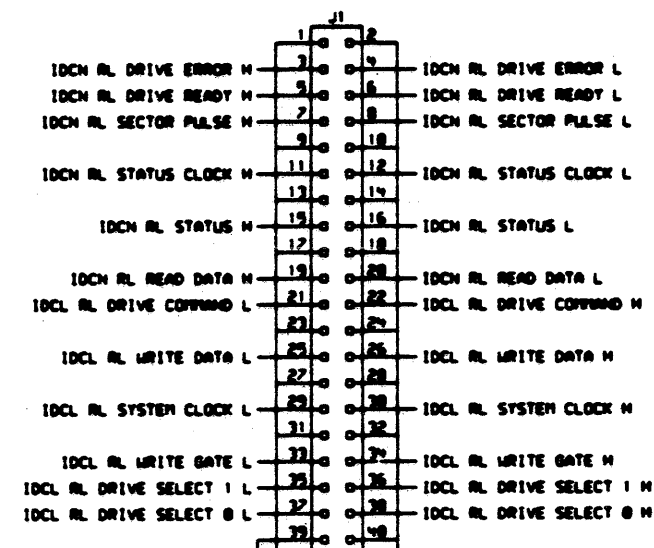 J1
1 2
IDCN RL DRIVE ERROR H 3 4 IDCN RL DRIVE ERROR L
IDCN RL DRIVE READY H 5 6 IDCN RL DRIVE READY L
IDCN RL SECTOR PULSE H 7 8 IDCN RL SECTOR PULSE L
9 10
IDCN RL STATUS CLOCK H 11 12 IDCN RL STATUS CLOCK L
13 14
IDCN RL STATUS H 15 16 IDCN RL STATUS L
17 18
IDCN RL READ DATA H 19 20 IDCN RL READ DATA L
IDCL RL DRIVE COMMAND L 21 22 IDCL RL DRIVE COMMAND H
23 24
IDCL RL WRITE DATA L 25 26 IDCL RL WRITE DATA H
27 28
IDCL RL SYSTEM CLOCK L 29 30 IDCL RL SYSTEM CLOCK H
31 32
IDCL RL WRITE GATE L 33 34 IDCL RL WRITE GATE H
IDCL RL DRIVE SELECT 1 L 35 36 IDCL RL DRIVE SELECT 1 H
IDCL RL DRIVE SELECT 0 L 37 38 IDCL RL DRIVE SELECT 0 H
39 40